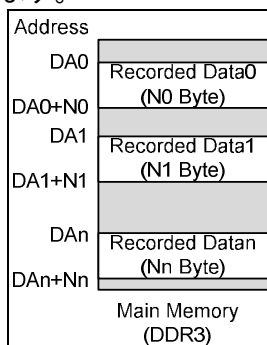 Address
DA0
Recorded Data0
(N0 Byte)
DA0+N0
DA1
Recorded Data1
(N1 Byte)
DA1+N1
DAn
Recorded Datan
(Nn Byte)
DAn+Nn
Main Memory
(DDR3)